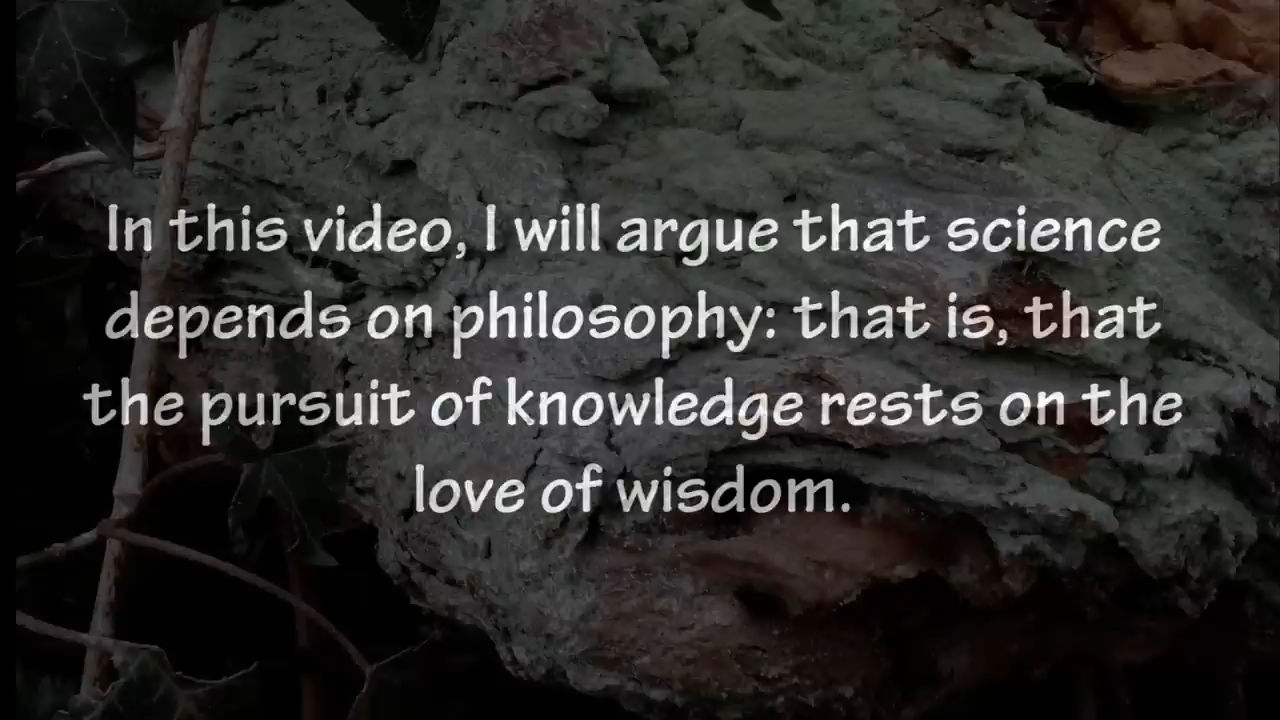 In this video, I will argue that science
depends on philosophy: that is, that
the pursuit of knowledge rests on the
love of wisdom.